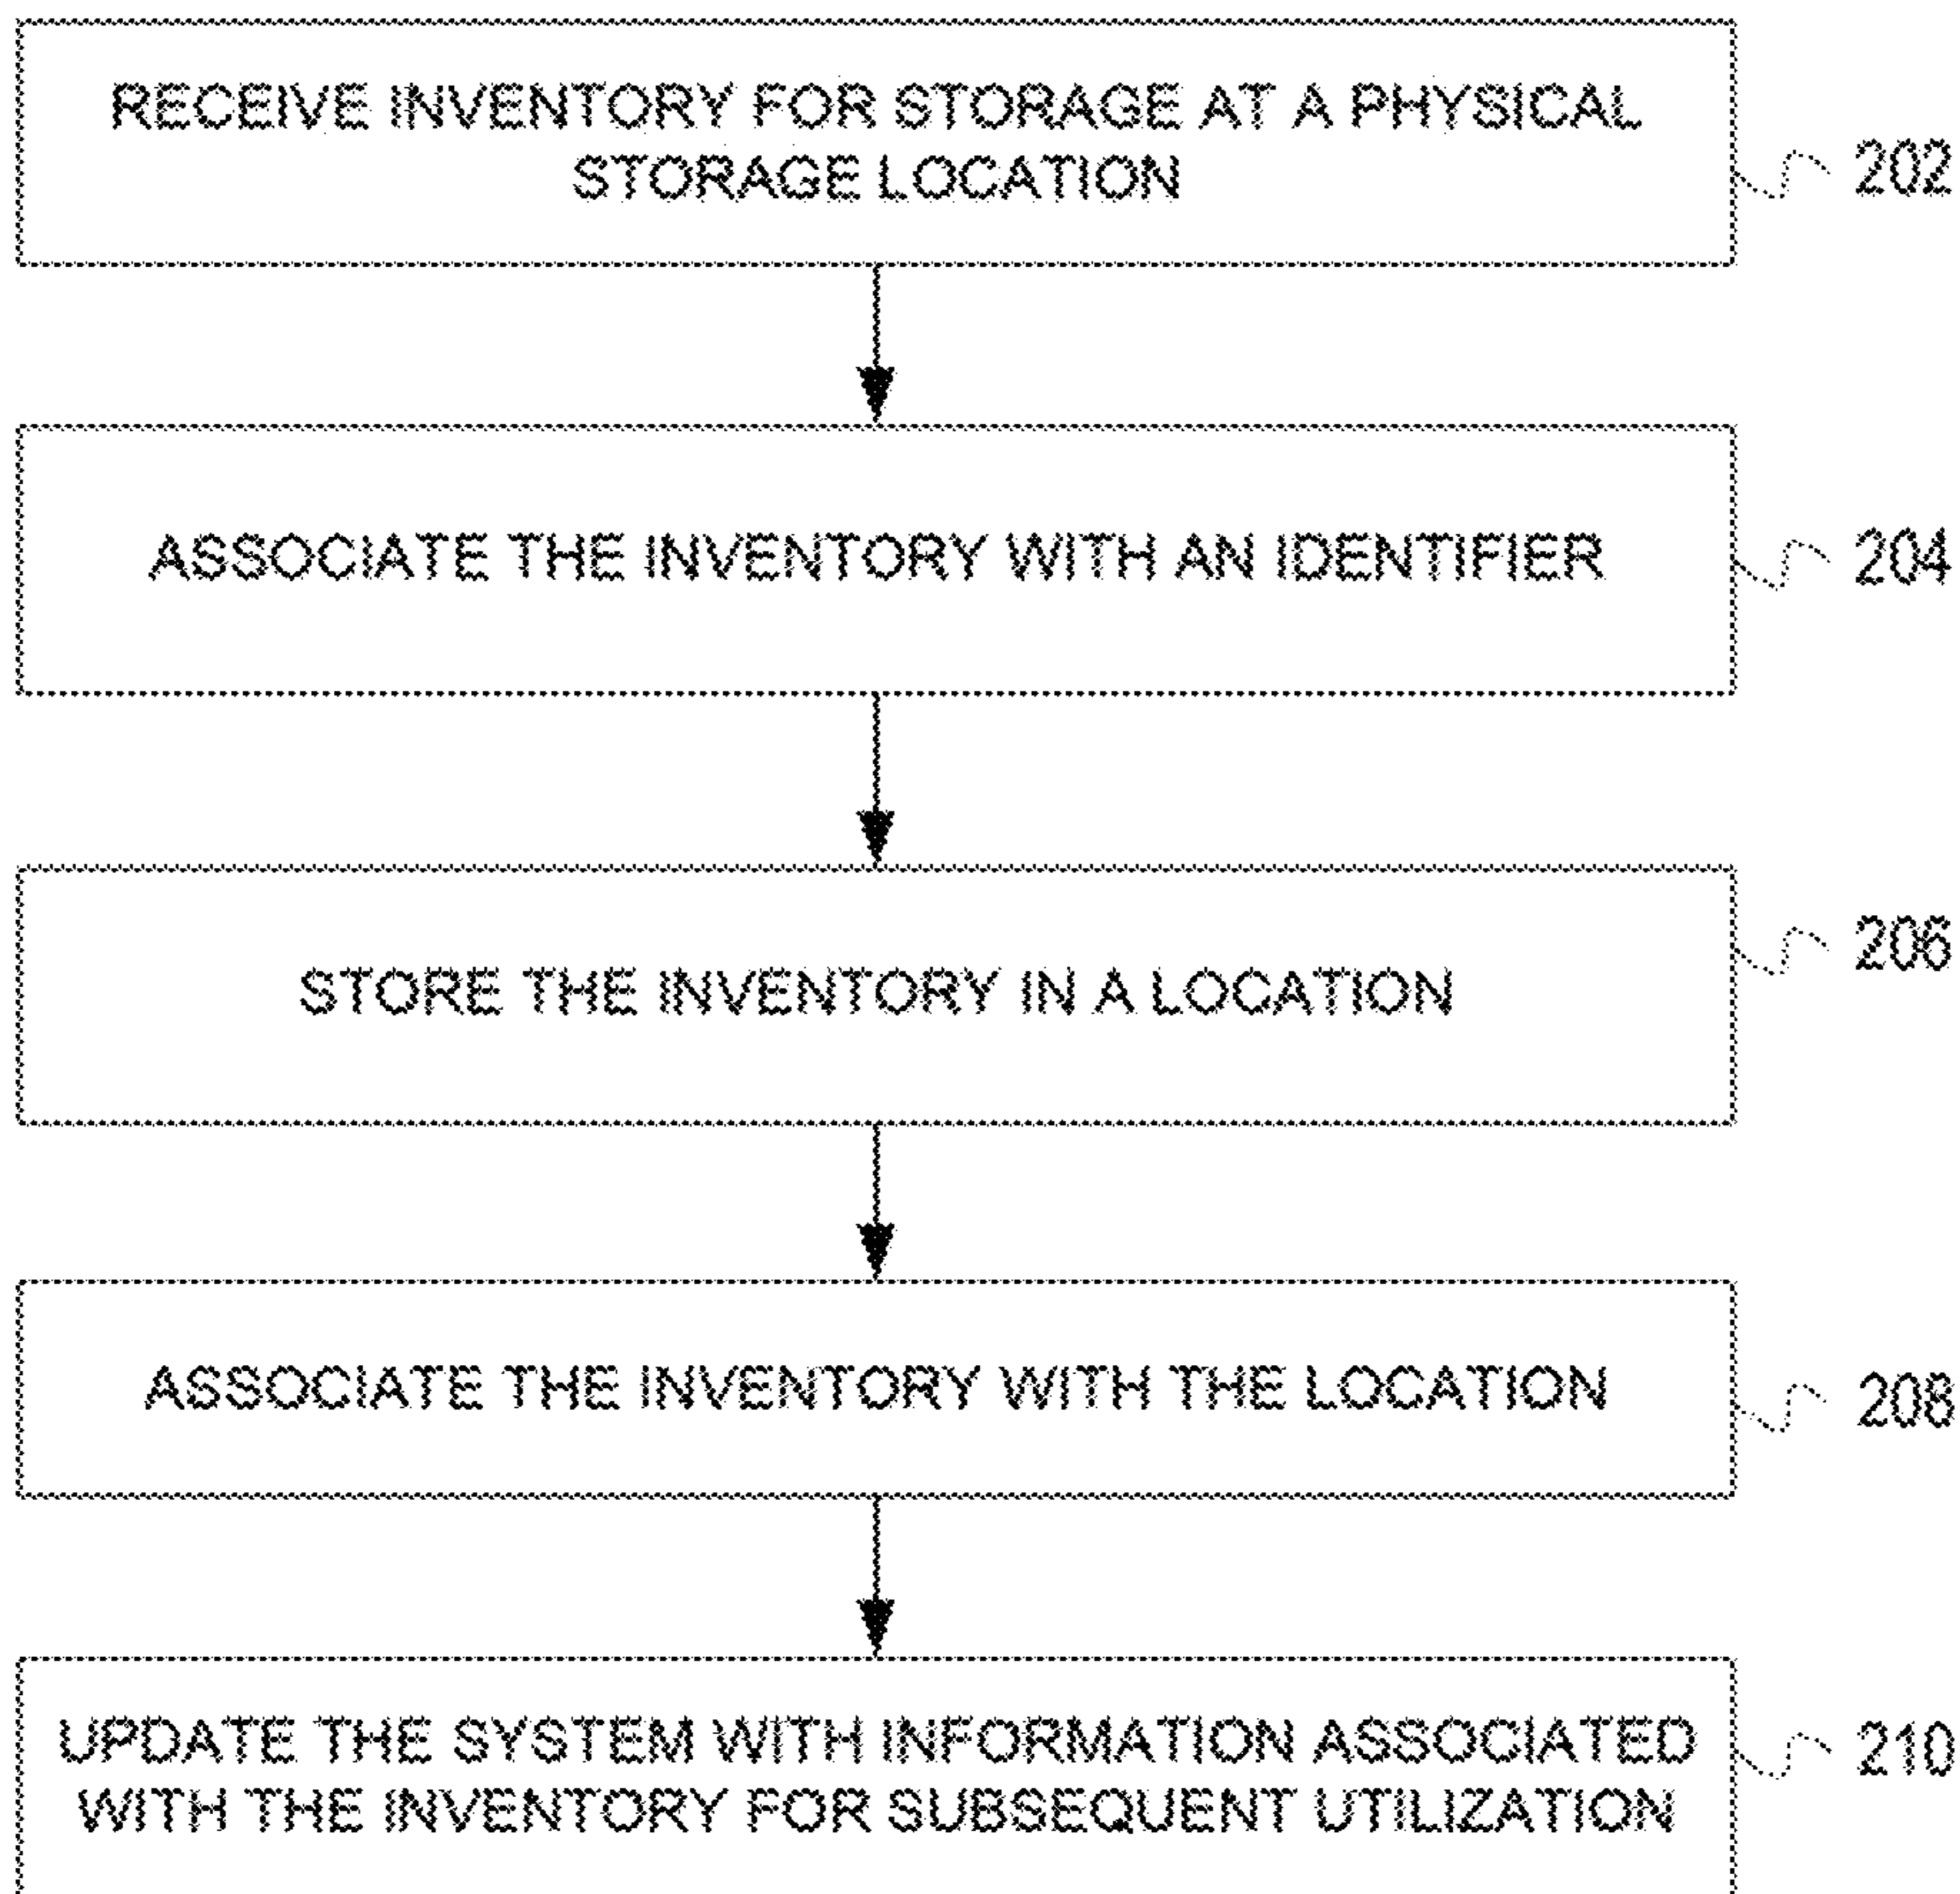 RECEIVE INVENTORY FOR STORAGE AT A PHYSICAL
STORAGE LOCATION
202
ASSOCIATE THE INVENTORY WITH AN IDENTIFIER
204
STORE THE INVENTORY IN A LOCATION
206
ASSOCIATE THE INVENTORY WITH THE LOCATION
208
UPDATE THE SYSTEM WITH INFORMATION ASSOCIATED
WITH THE INVENTORY FOR SUBSEQUENT UTILIZATION
210